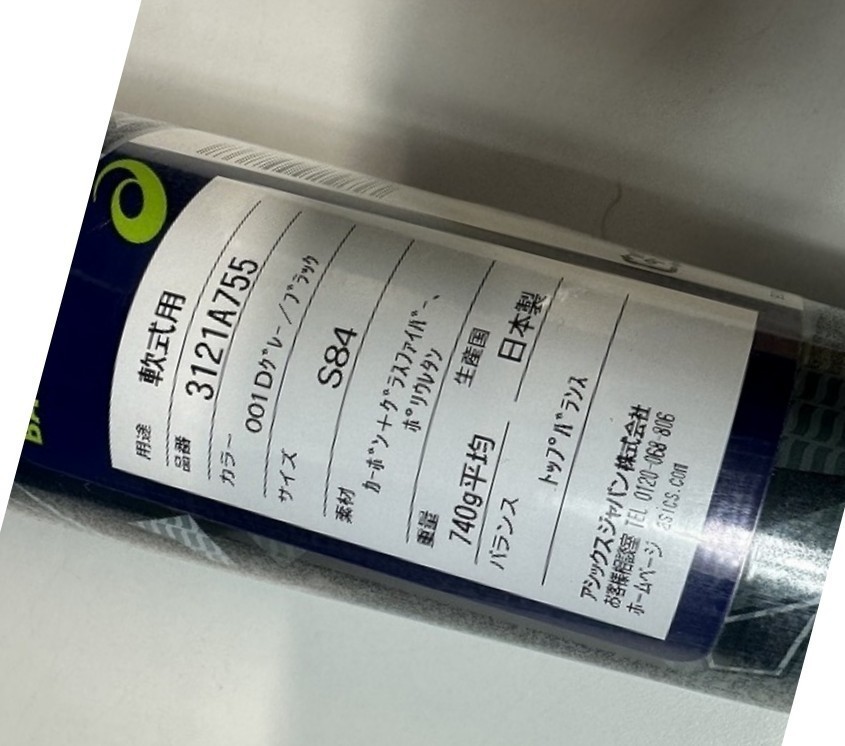 用途 軟式用
品番 3121A755
カラー 001Dグレー/ブラック
サイズ S84
素材 カーボン+グラスファイバー、
ポリウレタン
重量 生産国
740g平均 日本製
バランス トップバランス
アシックスジャパン株式会社
お客様相談室 TEL 0120-068-806
ホームページ asics.com